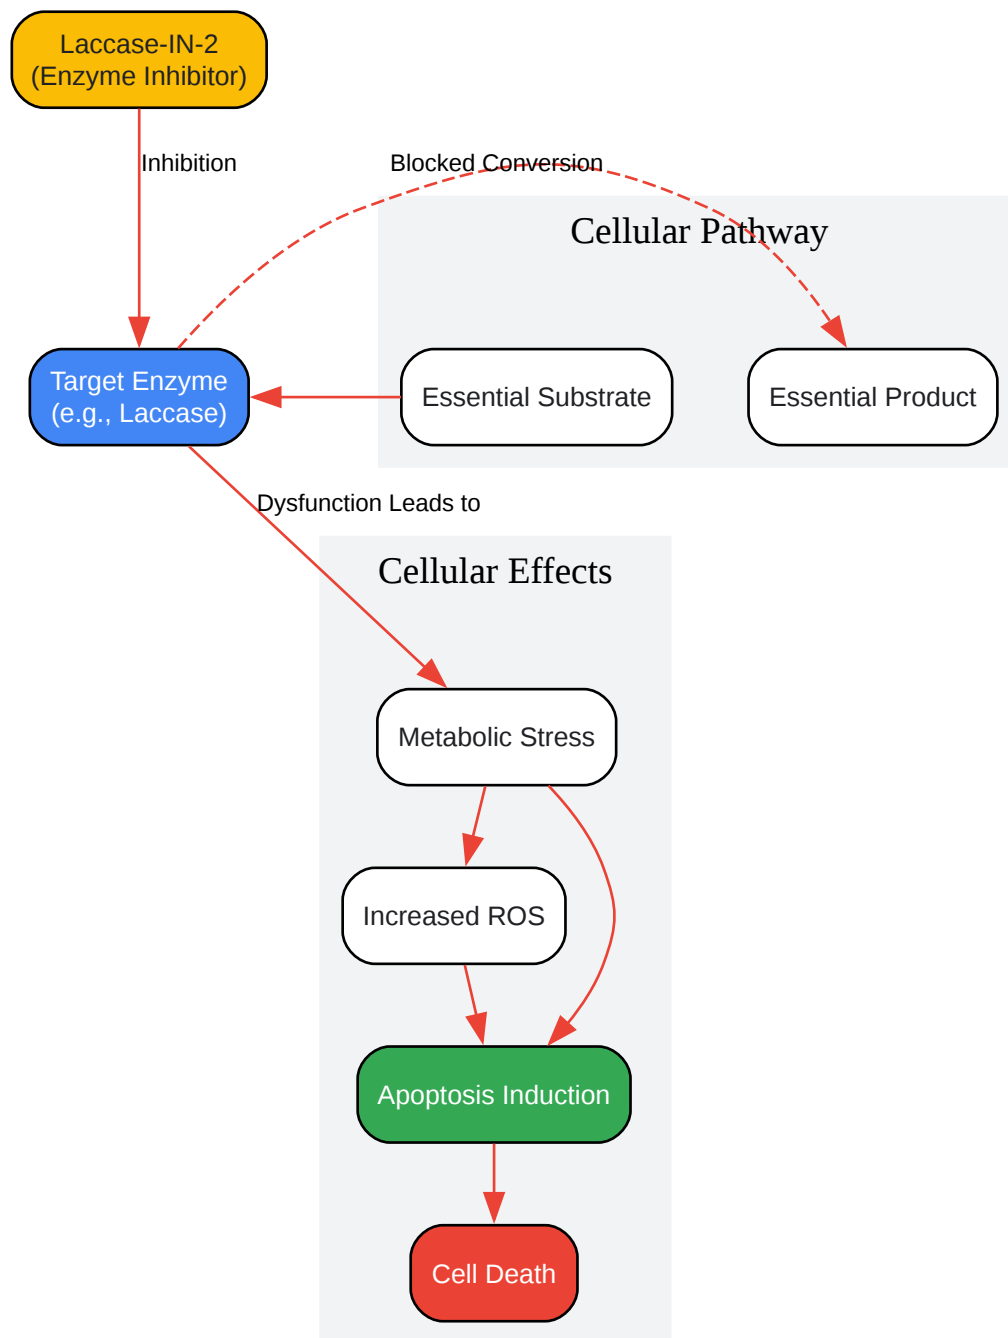 Laccase-IN-2
(Enzyme Inhibitor)
Inhibition
Blocked Conversion
Cellular Pathway
Target Enzyme
(e.g., Laccase)
Essential Substrate
Essential Product
Dysfunction Leads to
Cellular Effects
Metabolic Stress
Increased ROS
Apoptosis Induction
Cell Death